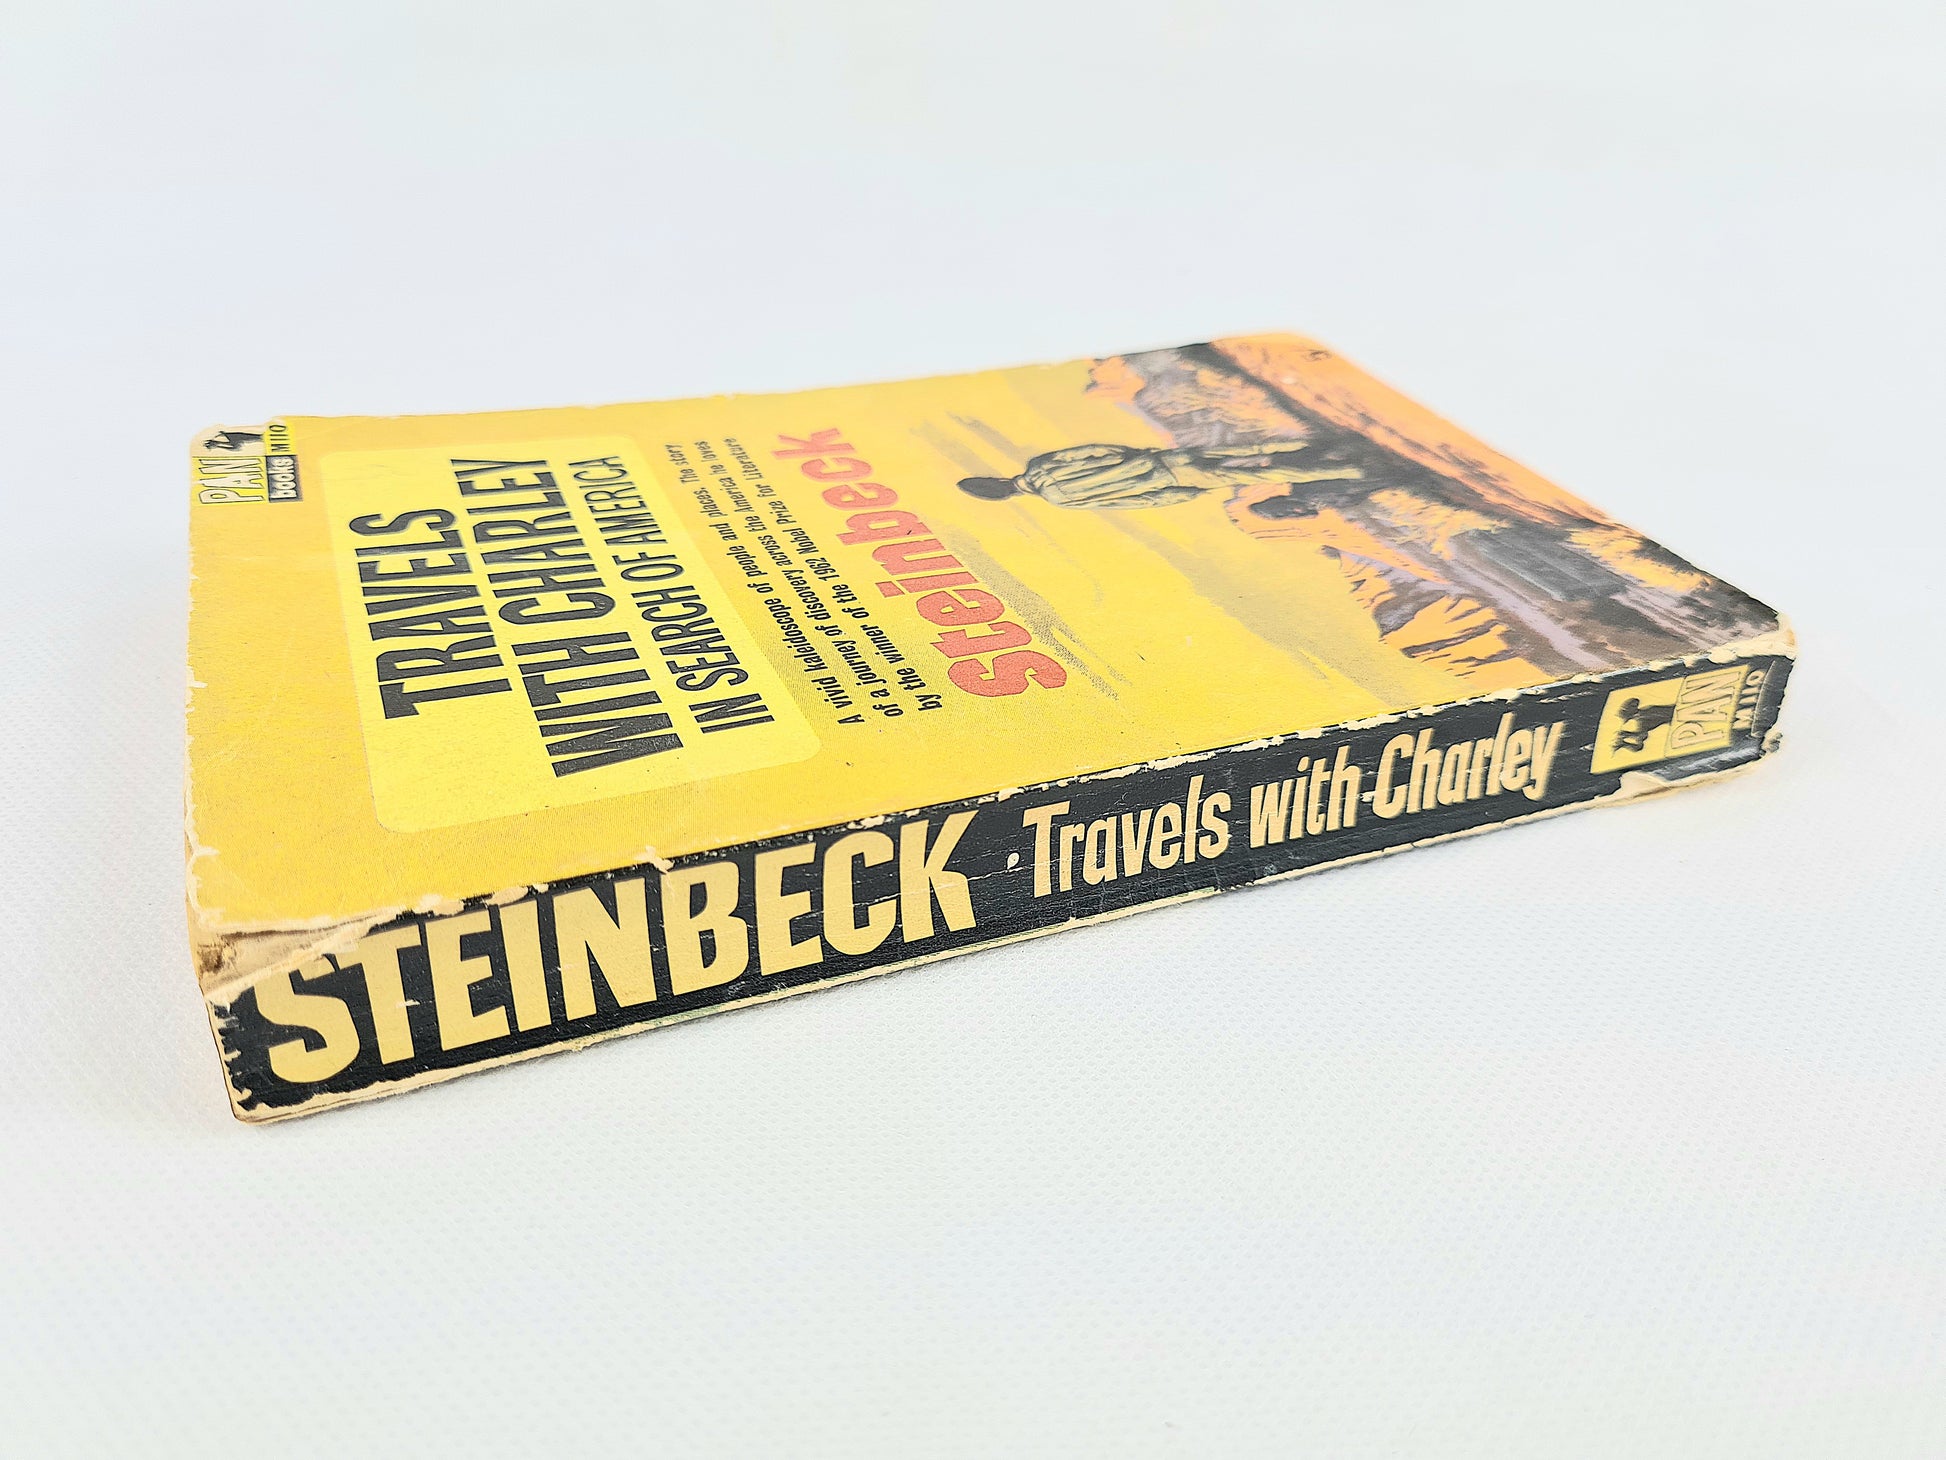 PAN
books
M110
TRAVELS
WITH CHARLEY
IN SEARCH OF AMERICA
A vivid kaleidoscope of people and places. The story
of a journey of discovery across the America he loves
by the winner of the 1962 Nobel Prize for Literature
Steinbeck
STEINBECK · Travels with Charley
PAN
M110